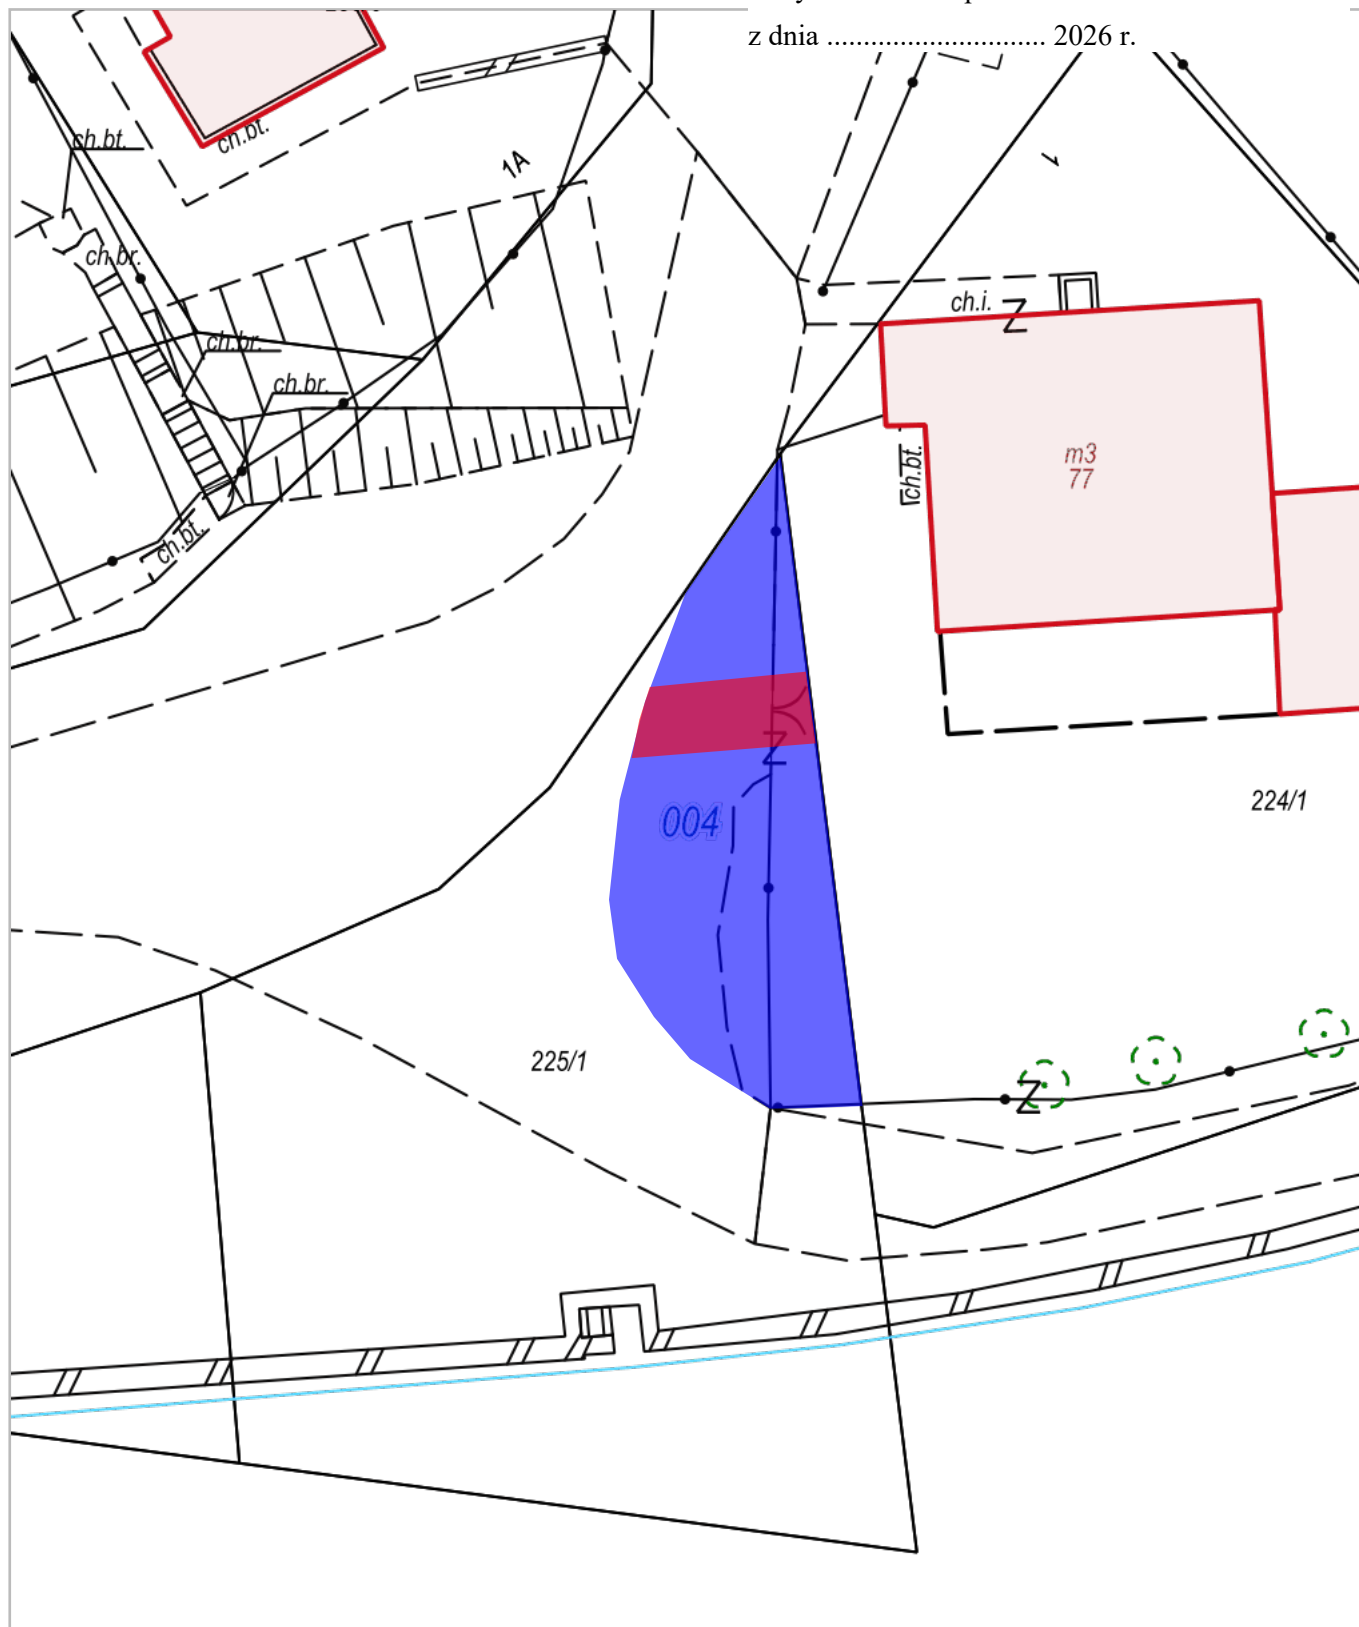 z dnia ............................ 2026 r.
ch.bt.
ch.bt.
1A
ch.br.
ch.i.
Z
ch.br.
ch.br.
m3
77
ch.bt.
ch.bt.
Z
224/1
004
225/1
Z